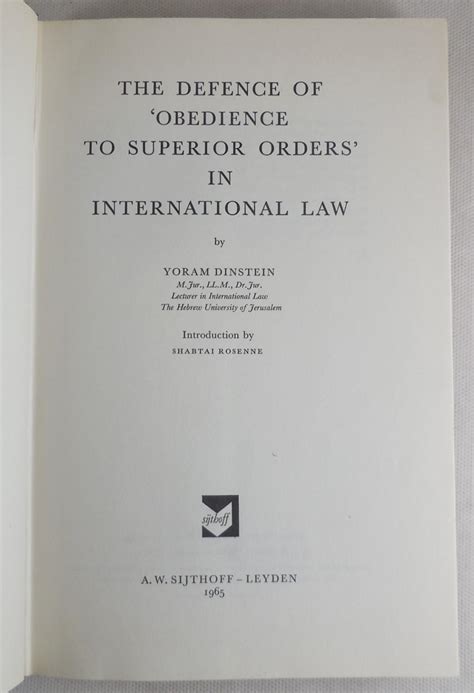 THE DEFENCE OF
‘OBEDIENCE
TO SUPERIOR ORDERS’
IN
INTERNATIONAL LAW
by
YORAM DINSTEIN
M.Jur., LL.M., Dr.Jur.
Lecturer in International Law
The Hebrew University of Jerusalem
Introduction by
SHABTAI ROSENNE
sijthoff
A. W. SIJTHOFF – LEYDEN
1965